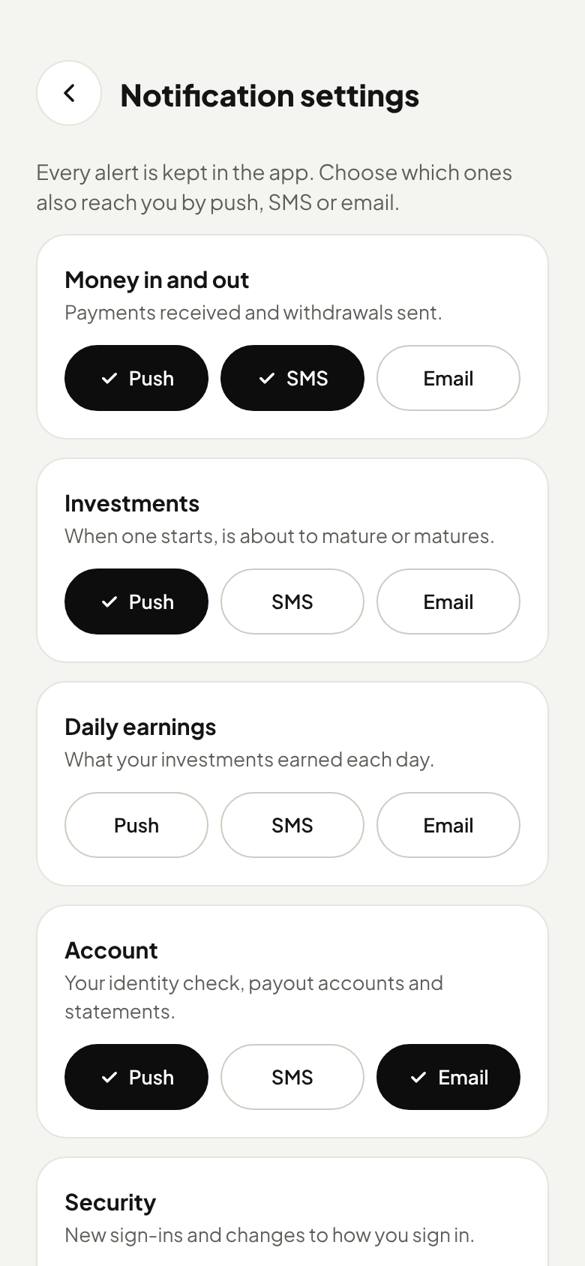 Notification settings
Every alert is kept in the app. Choose which ones
also reach you by push, SMS or email.
Money in and out
Payments received and withdrawals sent.
Push SMS Email
Investments
When one starts, is about to mature or matures.
Push SMS Email
Daily earnings
What your investments earned each day.
Push SMS Email
Account
Your identity check, payout accounts and
statements.
Push SMS Email
Security
New sign-ins and changes to how you sign in.